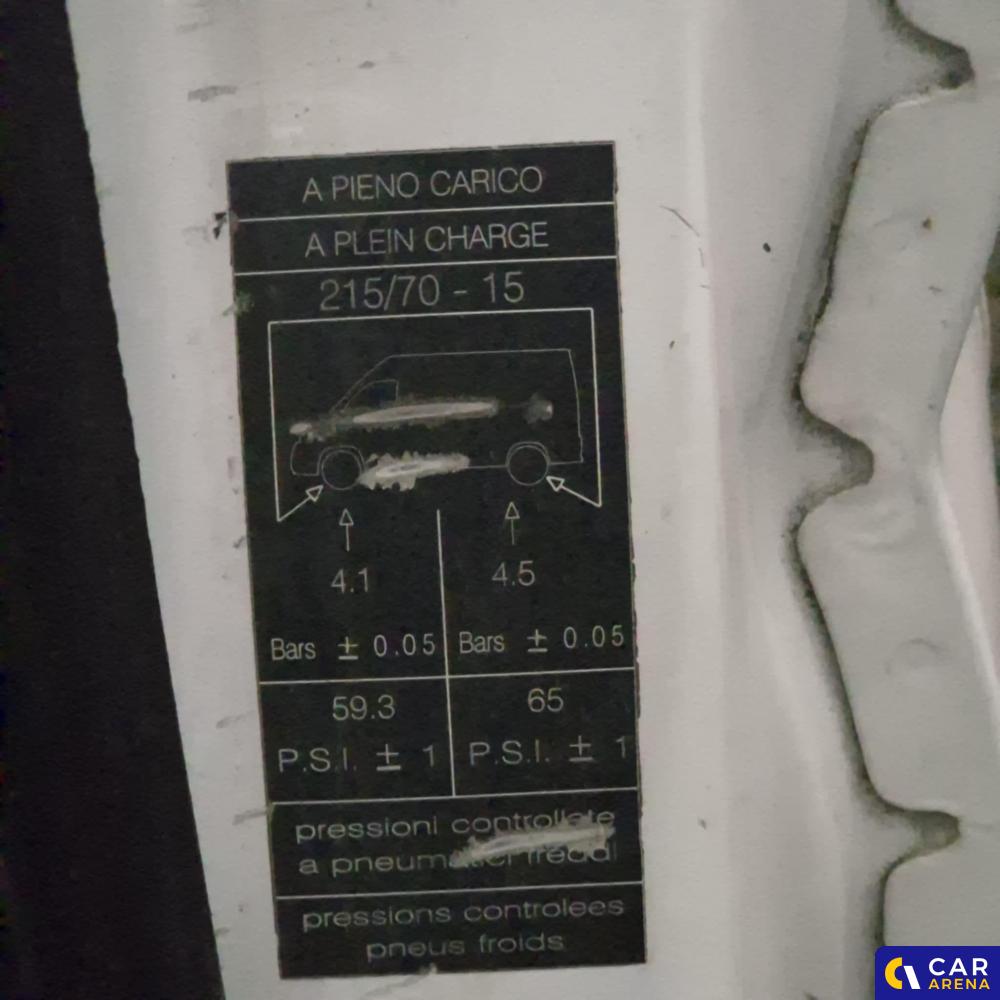 A PIENO CARICO
A PLEIN CHARGE
215/70 - 15
4.1 4.5
Bars ± 0.05 Bars ± 0.05
59.3 65
P.S.I. ± 1 P.S.I. ± 1
pressioni controllate
a pneumatici freddi
pressions controlees
pneus froids
CAR
ARENA